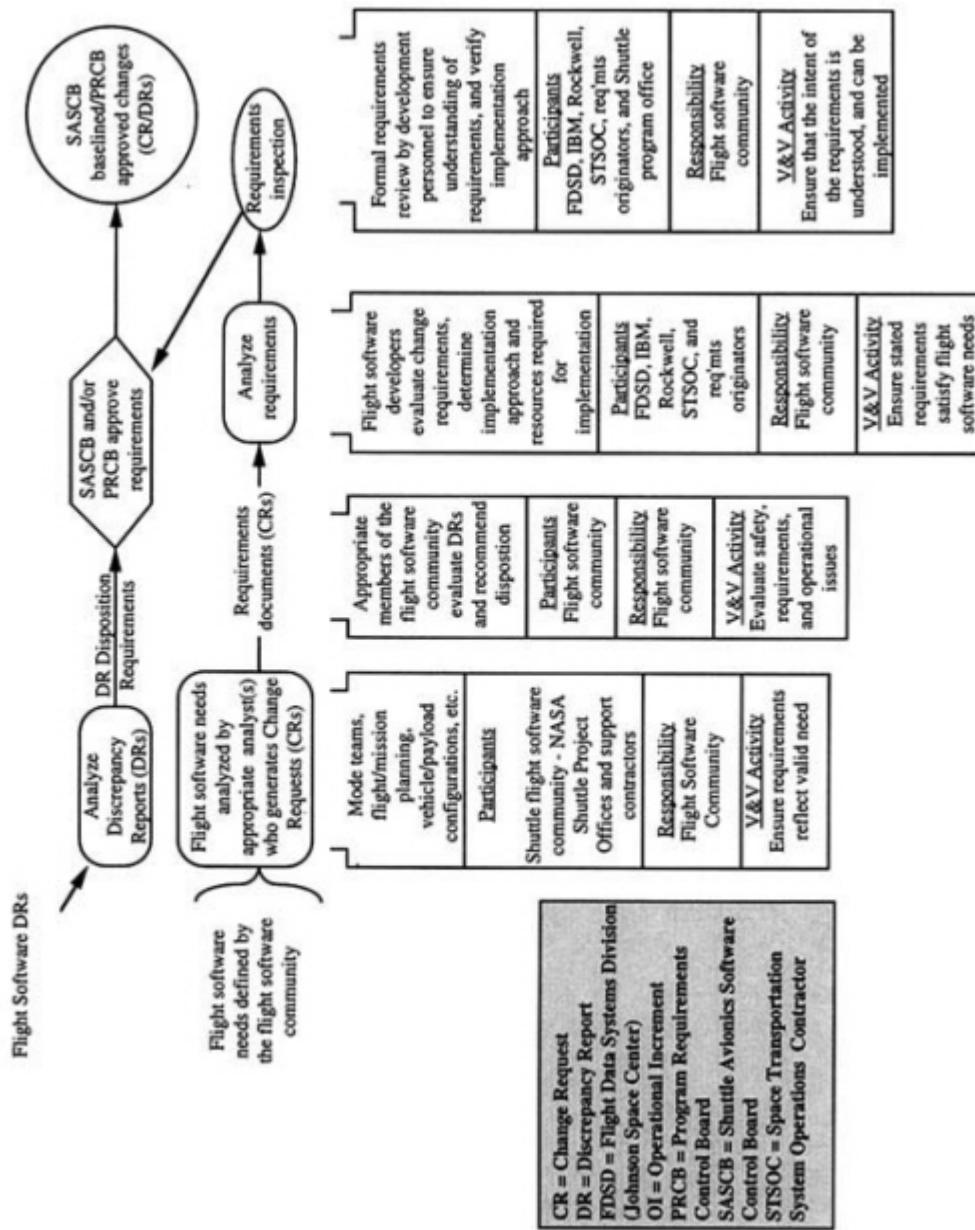 Flight Software DRs
Analyze
Discrepancy
Reports (DRs)
DR Disposition
Requirements
SASCB and/or
PRCB approve
requirements
SASCB
baselined/PRCB
approved changes
(CR/DRs)
Flight software
needs defined by
the flight software
community
Flight software needs
analyzed by
appropriate analyst(s)
who generates Change
Requests (CRs)
Requirements
documents (CRs)
Analyze
requirements
Requirements
inspection
Mode teams,
flight/mission
planning,
vehicle/payload
configurations, etc.
Participants
Shuttle flight software
community - NASA
Shuttle Project
Offices and support
contractors
Responsibility
Flight Software
Community
V&V Activity
Ensure requirements
reflect valid need
Appropriate
members of the
flight software
community
evaluate DRs
and recommend
dispostion
Participants
Flight software
community
Responsibility
Flight software
community
V&V Activity
Evaluate safety,
requirements,
and operational
issues
Flight software
developers
evaluate change
requirements,
determine
implementation
approach and
resources required
for
implementation
Participants
FDSD, IBM,
Rockwell,
STSOC, and
req'mts
originators
Responsibility
Flight software
community
V&V Activity
Ensure stated
requirements
satisfy flight
software needs
Formal requirements
review by development
personnel to ensure
understanding of
requirements, and verify
implementation
approach
Participants
FDSD, IBM, Rockwell,
STSOC, req'mts
originators, and Shuttle
program office
Responsibility
Flight software
community
V&V Activity
Ensure that the intent of
the requirements is
understood, and can be
implemented
CR = Change Request
DR = Discrepancy Report
FDSD = Flight Data Systems Division
(Johnson Space Center)
OI = Operational Increment
PRCB = Program Requirements
Control Board
SASCB = Shuttle Avionics Software
Control Board
STSOC = Space Transportation
System Operations Contractor